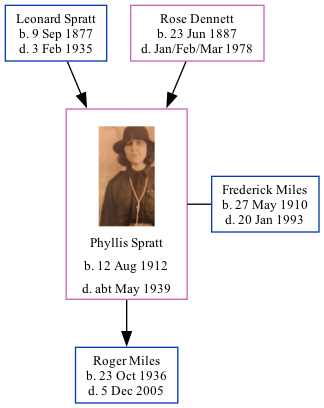 Leonard Spratt
b. 9 Sep 1877
d. 3 Feb 1935
Rose Dennett
b. 23 Jun 1887
d. Jan/Feb/Mar 1978
Phyllis Spratt
b. 12 Aug 1912
d. abt May 1939
Frederick Miles
b. 27 May 1910
d. 20 Jan 1993
Roger Miles
b. 23 Oct 1936
d. 5 Dec 2005